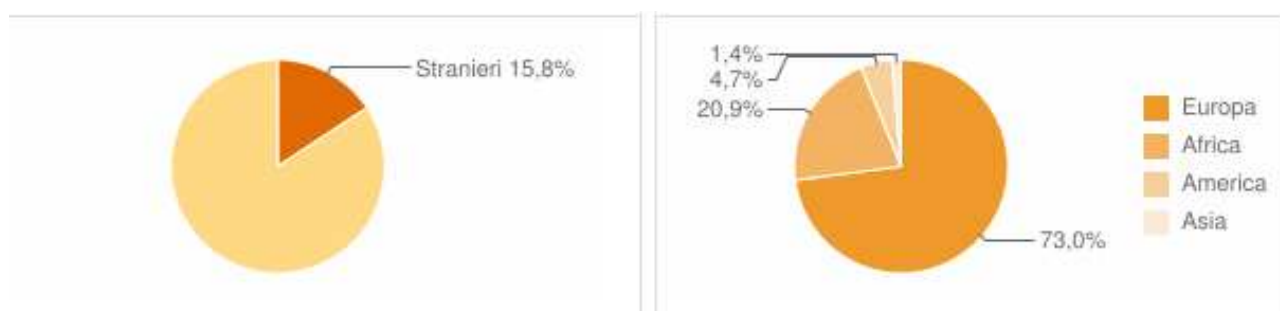 Stranieri 15,8%
1,4%
4,7%
20,9%
73,0%
Europa
Africa
America
Asia